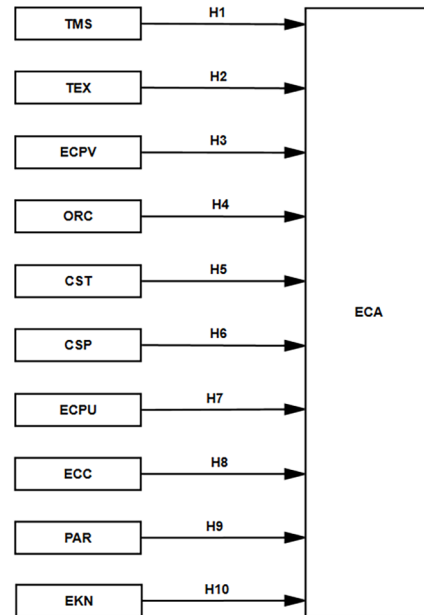 TMS
H1
TEX
H2
ECPV
H3
ORC
H4
CST
H5
ECA
CSP
H6
ECPU
H7
ECC
H8
PAR
H9
EKN
H10